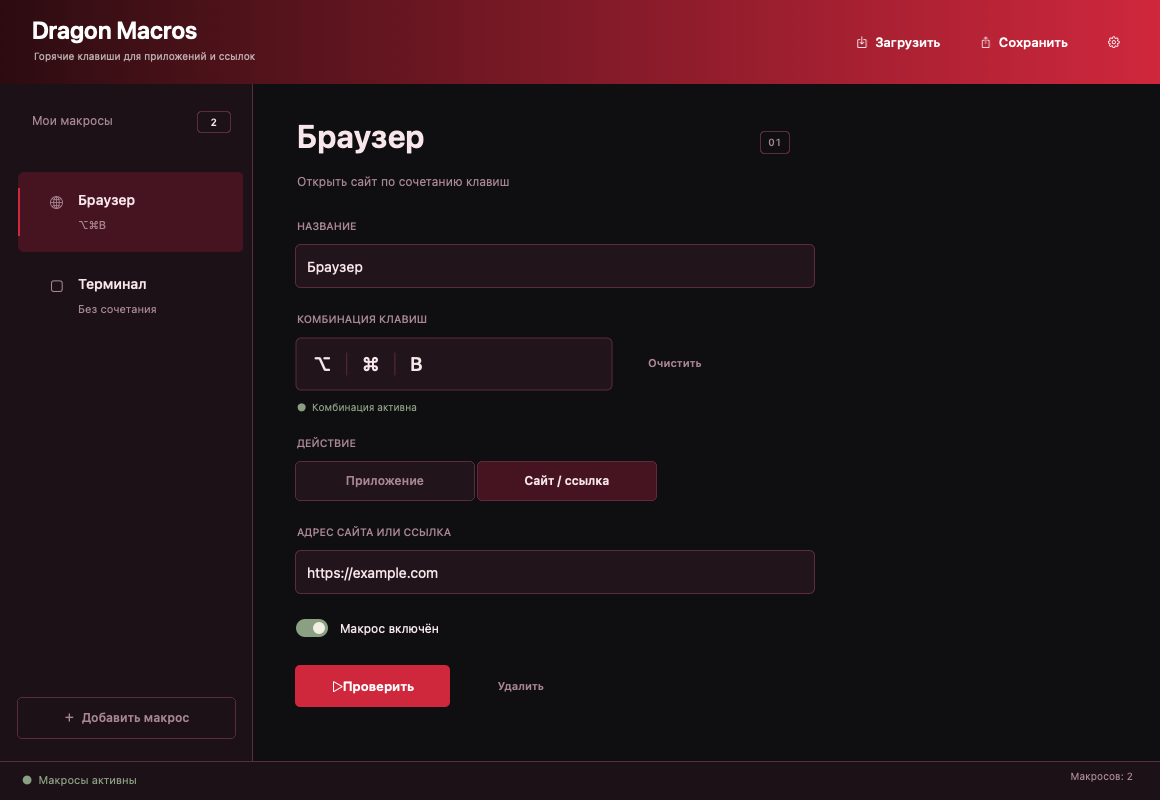 Dragon Macros
Горячие клавиши для приложений и ссылок
Загрузить
Сохранить
Мои макросы
2
Браузер
⌥⌘B
Терминал
Без сочетания
+ Добавить макрос
Браузер
01
Открыть сайт по сочетанию клавиш
НАЗВАНИЕ
Браузер
КОМБИНАЦИЯ КЛАВИШ
⌥ ⌘ B
Очистить
Комбинация активна
ДЕЙСТВИЕ
Приложение
Сайт / ссылка
АДРЕС САЙТА ИЛИ ССЫЛКА
https://example.com
Макрос включён
Проверить
Удалить
Макросы активны
Макросов: 2